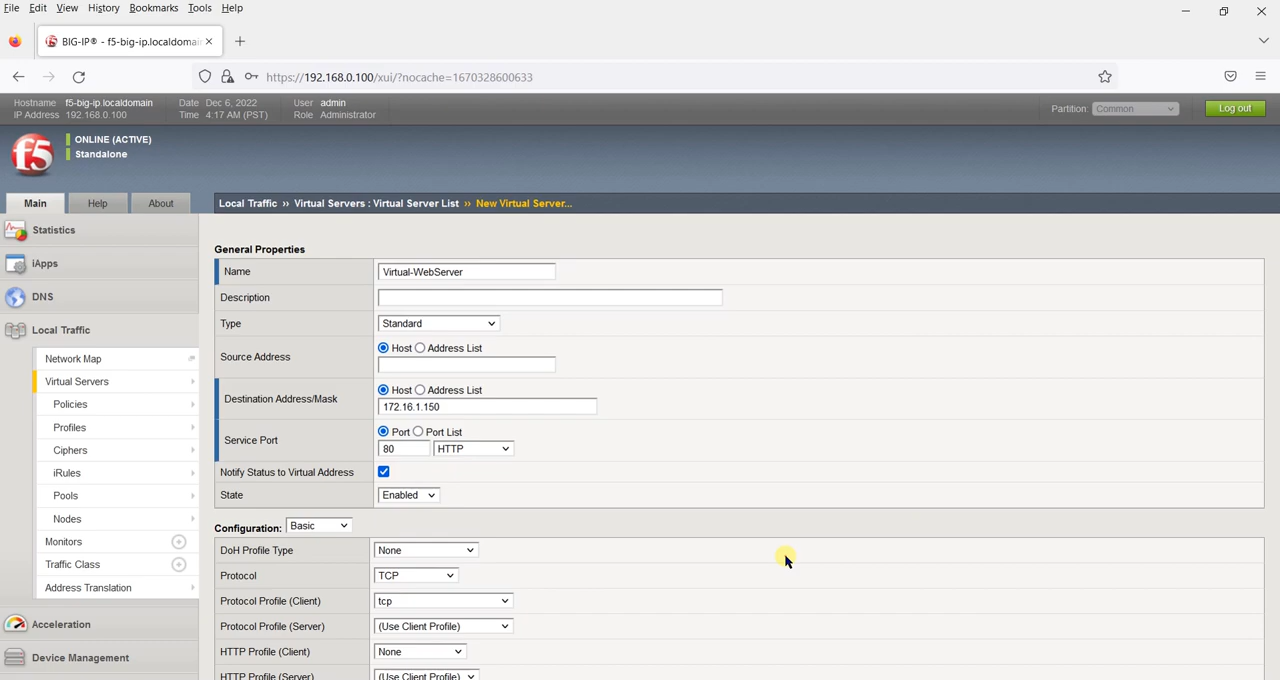 File Edit View History Bookmarks Tools Help
BIG-IP® - f5-big-ip.localdomai
https://192.168.0.100/xui/?nocache=1670328600633
Hostname f5-big-ip.localdomain Date Dec 6, 2022 User admin
IP Address 192.168.0.100 Time 4:17 AM (PST) Role Administrator
Partition: Common Log out
f5
ONLINE (ACTIVE)
Standalone
Main Help About
Local Traffic ›› Virtual Servers : Virtual Server List ›› New Virtual Server...
Statistics
iApps
DNS
Local Traffic
Network Map
Virtual Servers
Policies
Profiles
Ciphers
iRules
Pools
Nodes
Monitors
Traffic Class
Address Translation
Acceleration
Device Management
General Properties
Name Virtual-WebServer
Description
Type Standard
Source Address Host Address List
Destination Address/Mask Host Address List
172.16.1.150
Service Port Port Port List
80 HTTP
Notify Status to Virtual Address
State Enabled
Configuration: Basic
DoH Profile Type None
Protocol TCP
Protocol Profile (Client) tcp
Protocol Profile (Server) (Use Client Profile)
HTTP Profile (Client) None
HTTP Profile (Server) (Use Client Profile)